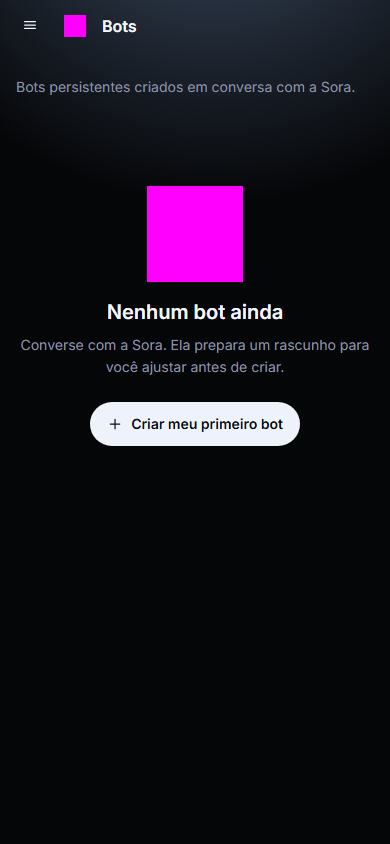 Bots
Bots persistentes criados em conversa com a Sora.
Nenhum bot ainda
Converse com a Sora. Ela prepara um rascunho para
você ajustar antes de criar.
Criar meu primeiro bot